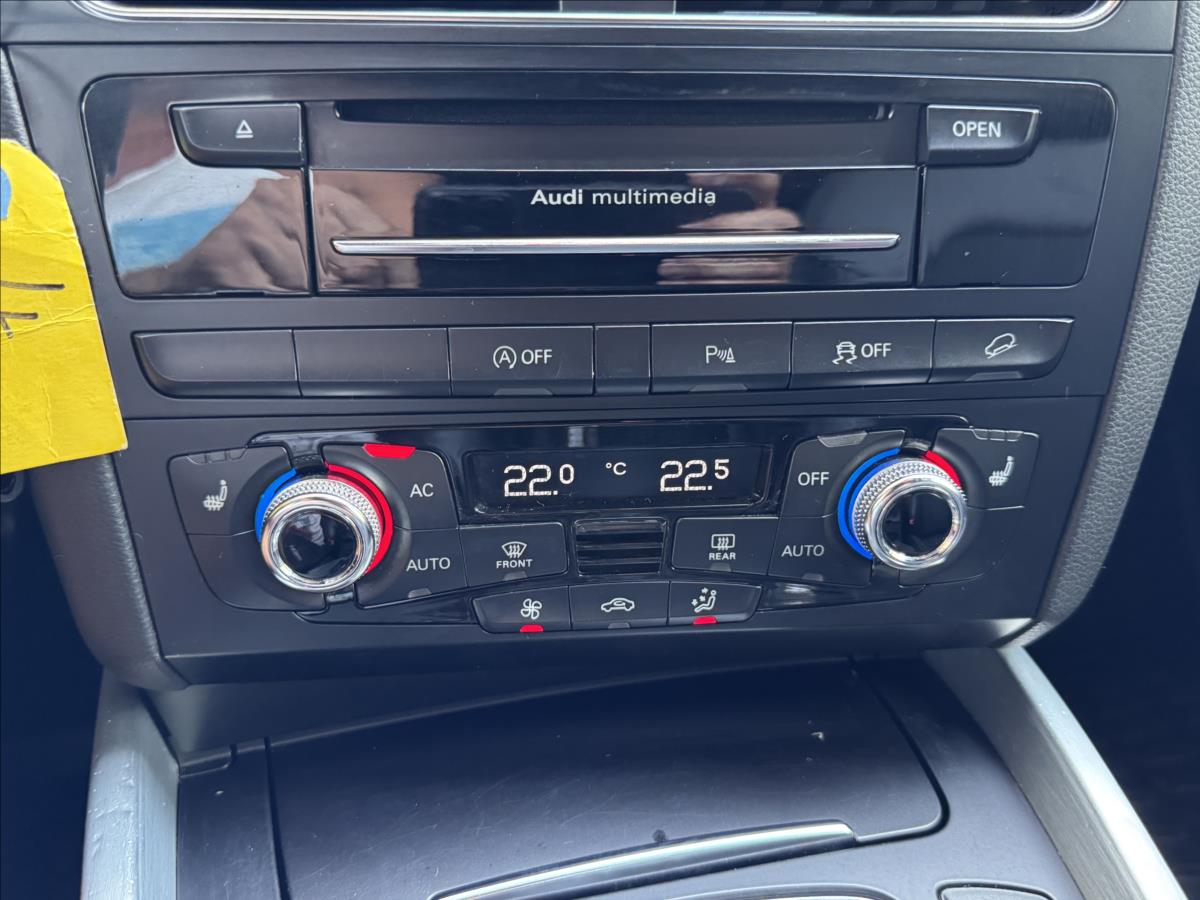 OPEN
Audi multimedia
A OFF
P
OFF
22.0 °C 22.5
AC
OFF
AUTO
FRONT
REAR
AUTO